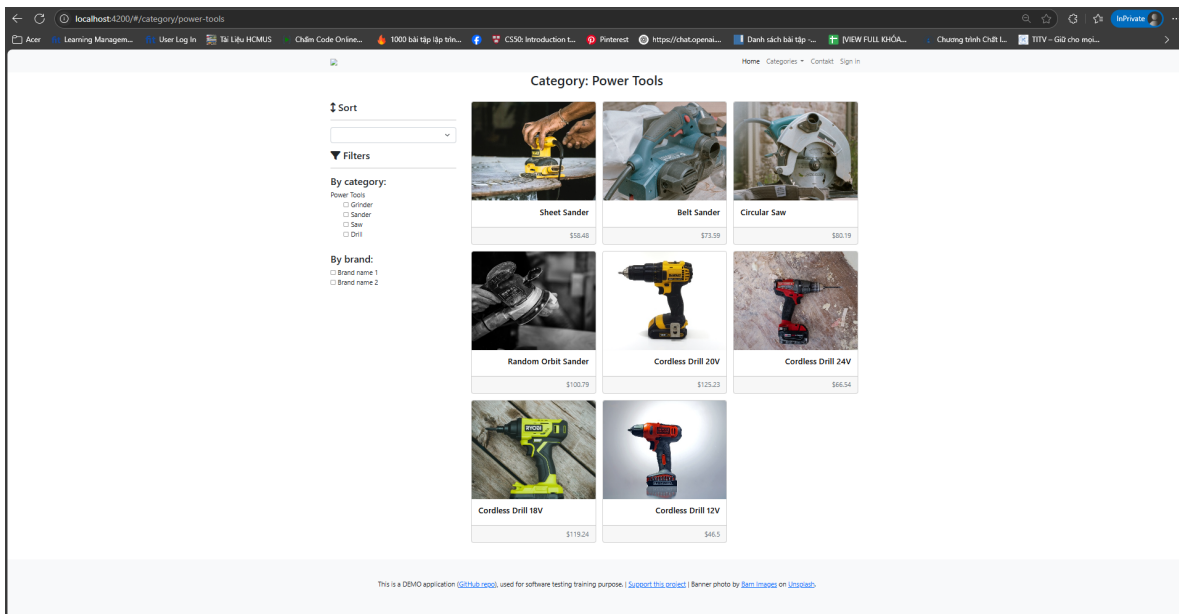 localhost:4200/#/category/power-tools
InPrivate
Acer
Learning Managem...
User Log In
Tài Liệu HCMUS
Chấm Code Online...
1000 bài tập lập trìn...
CS50: Introduction t...
Pinterest
https://chat.openai....
Danh sách bài tập -...
[VIEW FULL KHÓA...
Chương trình Chất l...
TITV – Giữ cho mọi...
Home Categories Contakt Sign in
Category: Power Tools
Sort
Filters
By category:
Power Tools
Grinder
Sander
Saw
Drill
By brand:
Brand name 1
Brand name 2
Sheet Sander
$58.48
Belt Sander
$73.59
Circular Saw
$80.19
Random Orbit Sander
$100.79
Cordless Drill 20V
$125.23
Cordless Drill 24V
$66.54
RYOBI
Cordless Drill 18V
$119.24
Cordless Drill 12V
$46.5
This is a DEMO application (GitHub repo), used for software testing training purpose. | Support this project | Banner photo by Barn Images on Unsplash.